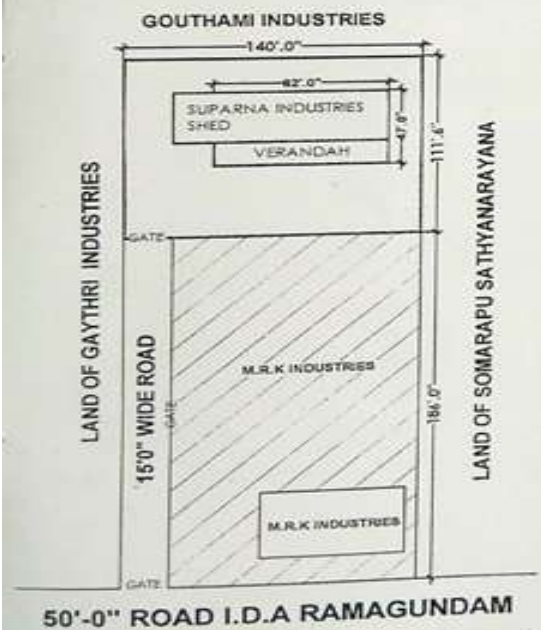 GOUTHAMI INDUSTRIES
140'.0"
62'.0"
SUPARNA INDUSTRIES
SHED
VERANDAH
47'.0"
111'.6"
LAND OF GAYTHRI INDUSTRIES
LAND OF SOMARAPU SATHYANARAYANA
GATE
M.R.K INDUSTRIES
15'0" WIDE ROAD
GATE
186'.0"
M.R.K INDUSTRIES
GATE
50'-0" ROAD I.D.A RAMAGUNDAM